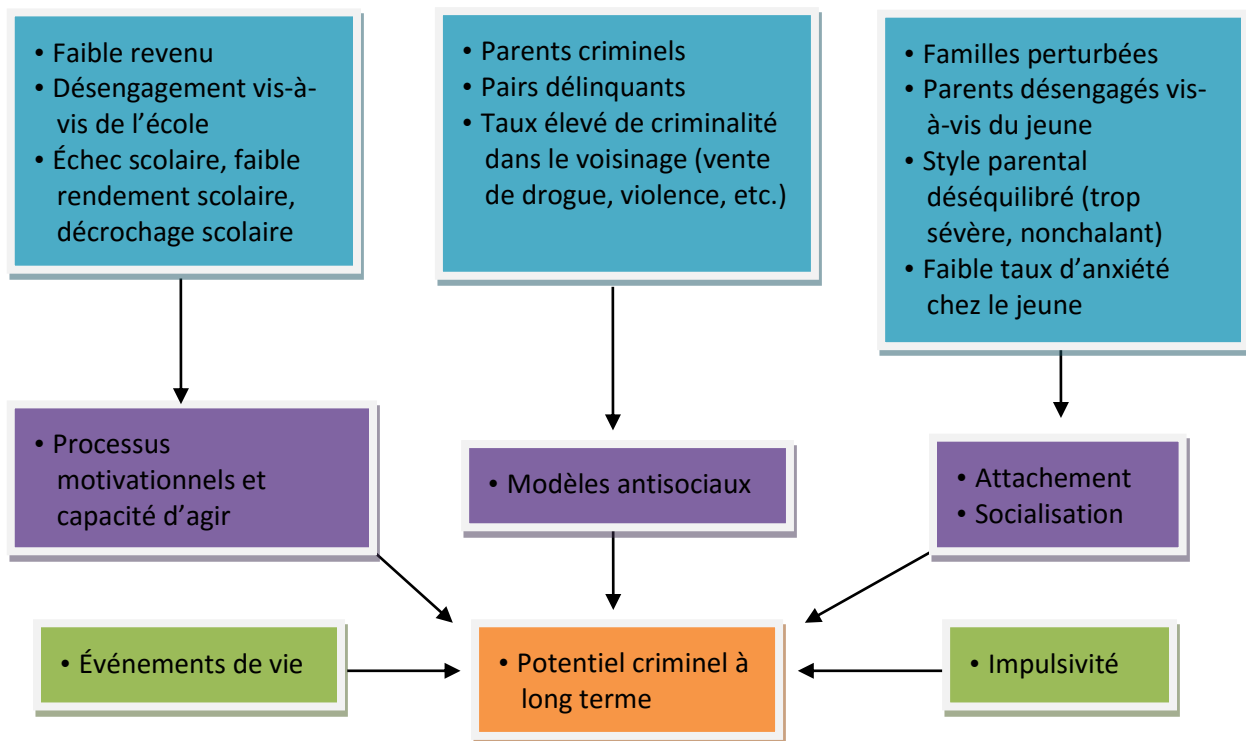 • Faible revenu
• Désengagement vis-à-
vis de l’école
• Échec scolaire, faible
rendement scolaire,
décrochage scolaire
• Parents criminels
• Pairs délinquants
• Taux élevé de criminalité
dans le voisinage (vente
de drogue, violence, etc.)
• Familles perturbées
• Parents désengagés vis-
à-vis du jeune
• Style parental
déséquilibré (trop
sévère, nonchalant)
• Faible taux d’anxiété
chez le jeune
• Processus
motivationnels et
capacité d’agir
• Modèles antisociaux
• Attachement
• Socialisation
• Événements de vie
• Potentiel criminel à
long terme
• Impulsivité